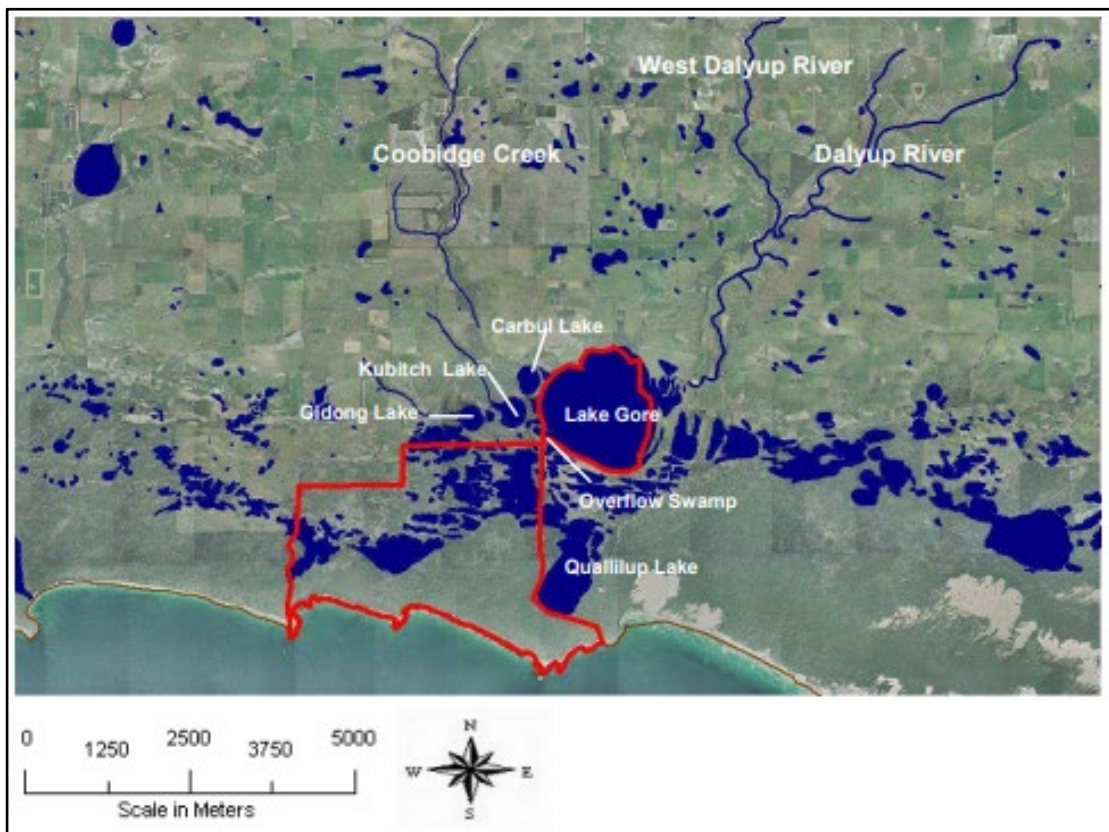 West Dalyup River
Coobidge Creek
Dalyup River
Carbul Lake
Kubitch Lake
Gidong Lake
Lake Gore
Overflow Swamp
Quallilup Lake
0 1250 2500 3750 5000
Scale in Meters
N
W E
S